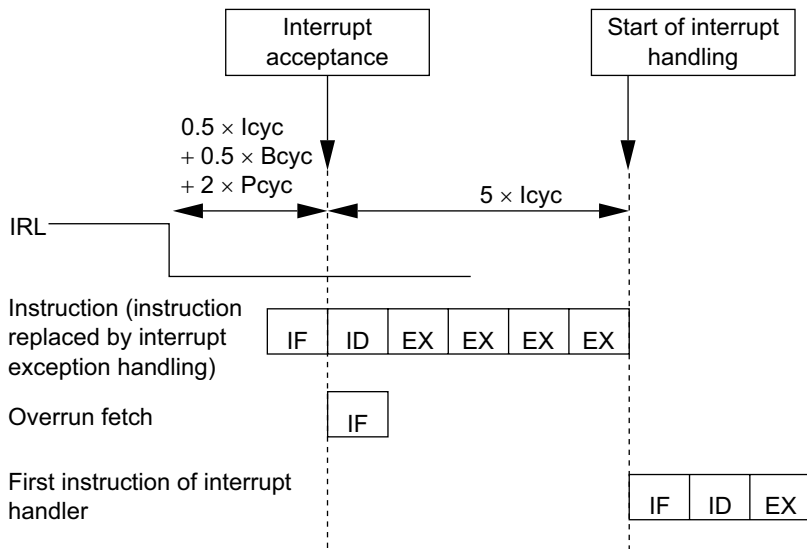 Interrupt
acceptance
Start of interrupt
handling
0.5 × Icyc
+ 0.5 × Bcyc
+ 2 × Pcyc
5 × Icyc
IRL
Instruction (instruction
replaced by interrupt
exception handling)
IF ID EX EX EX EX
Overrun fetch
IF
First instruction of interrupt
handler
IF ID EX